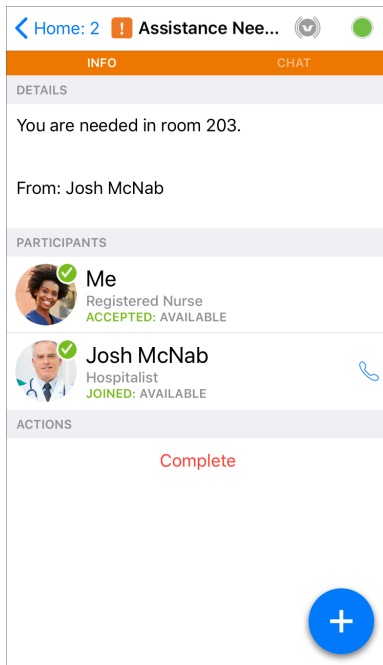 Home: 2 ! Assistance Nee...
INFO CHAT
DETAILS
You are needed in room 203.
From: Josh McNab
PARTICIPANTS
Me
Registered Nurse
ACCEPTED: AVAILABLE
Josh McNab
Hospitalist
JOINED: AVAILABLE
ACTIONS
Complete
+